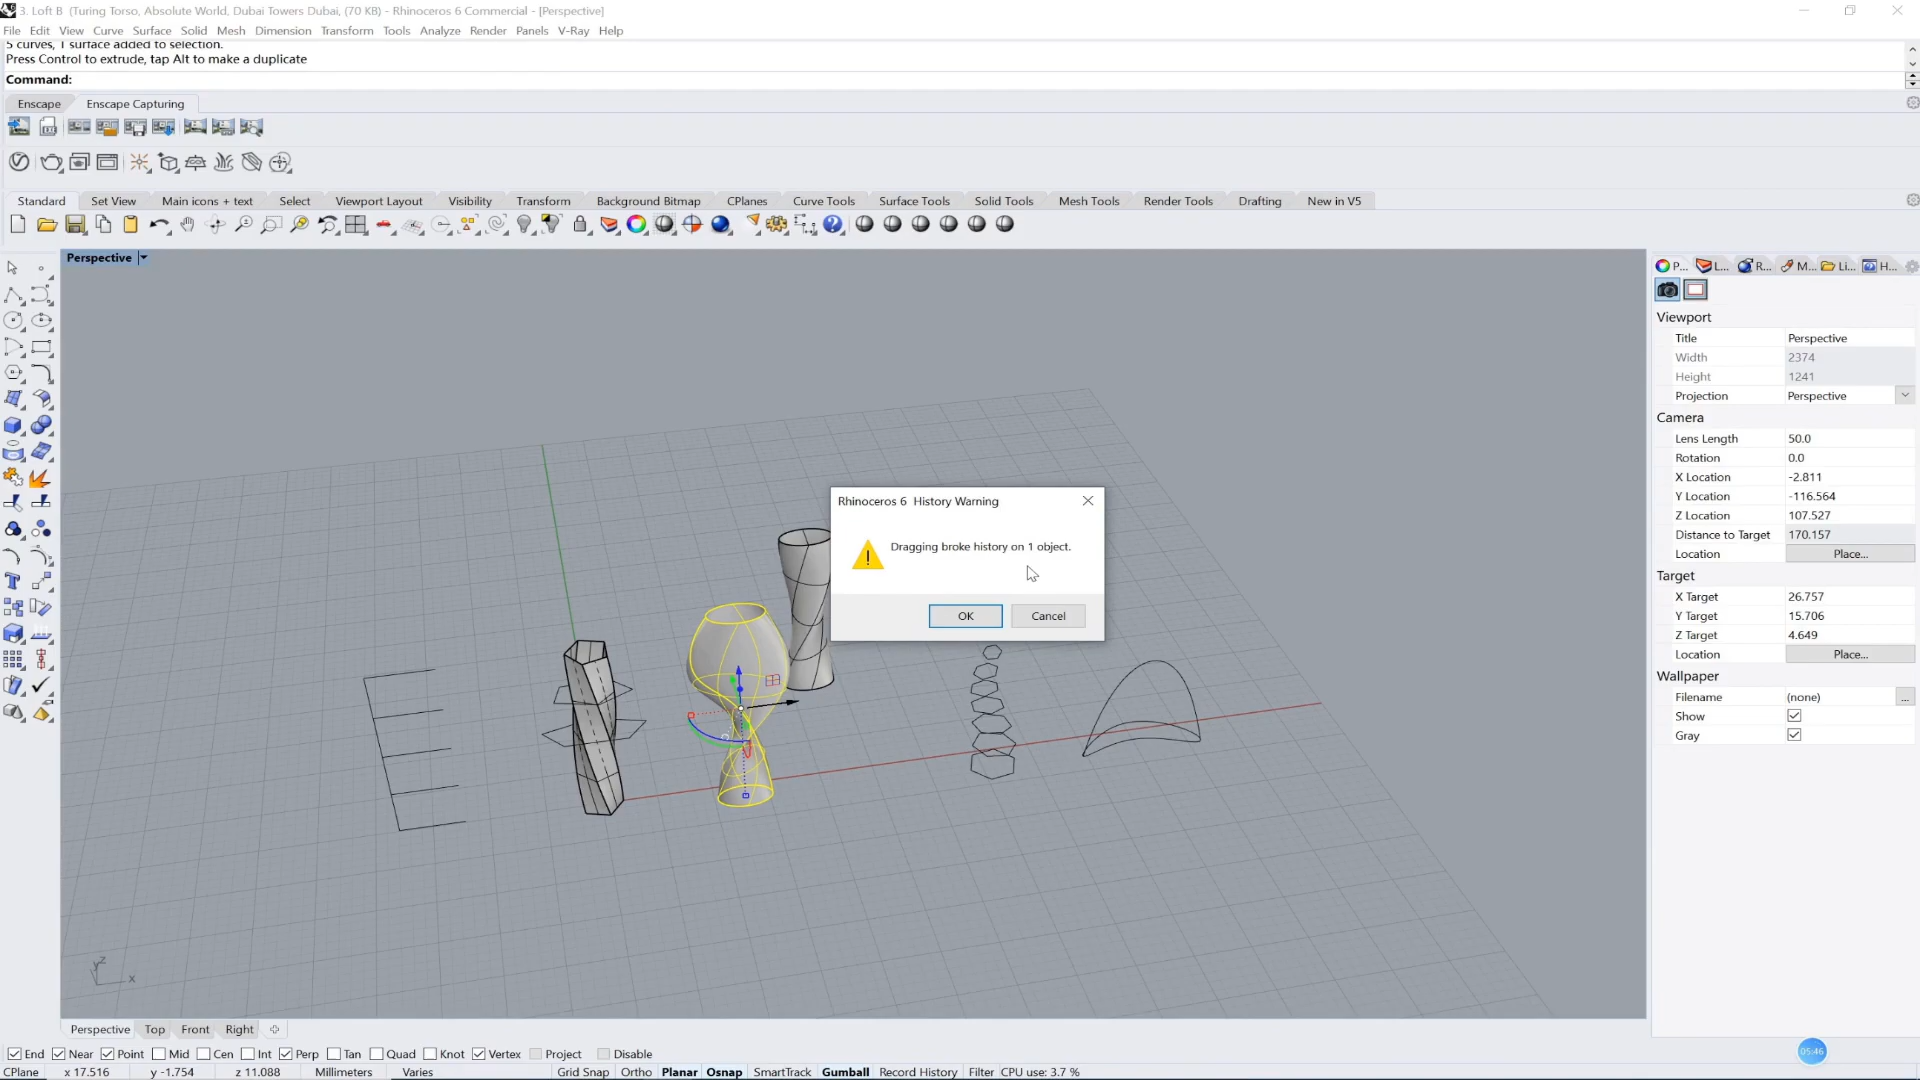 3. Loft B  (Turing Torso, Absolute World, Dubai Towers Dubai, (70 KB) - Rhinoceros 6 Commercial - [Perspective]
File Edit View Curve Surface Solid Mesh Dimension Transform Tools Analyze Render Panels V-Ray Help
5 curves, 1 surface added to selection.
Press Control to extrude, tap Alt to make a duplicate
Command:
Enscape Enscape Capturing
Standard Set View Main icons + text Select Viewport Layout Visibility Transform Background Bitmap CPlanes Curve Tools Surface Tools Solid Tools Mesh Tools Render Tools Drafting New in V5
Perspective
P... L... R... M... Li... H...
Viewport
Title Perspective
Width 2374
Height 1241
Projection Perspective
Camera
Lens Length 50.0
Rotation 0.0
X Location -2.811
Y Location -116.564
Z Location 107.527
Distance to Target 170.157
Location Place...
Target
X Target 26.757
Y Target 15.706
Z Target 4.649
Location Place...
Wallpaper
Filename (none) ...
Show
Gray
Rhinoceros 6  History Warning
Dragging broke history on 1 object.
OK Cancel
z
y
x
Perspective Top Front Right
End Near Point Mid Cen Int Perp Tan Quad Knot Vertex Project Disable
05:46
CPlane x 17.516 y -1.754 z 11.088 Millimeters Varies Grid Snap Ortho Planar Osnap SmartTrack Gumball Record History Filter CPU use: 3.7 %